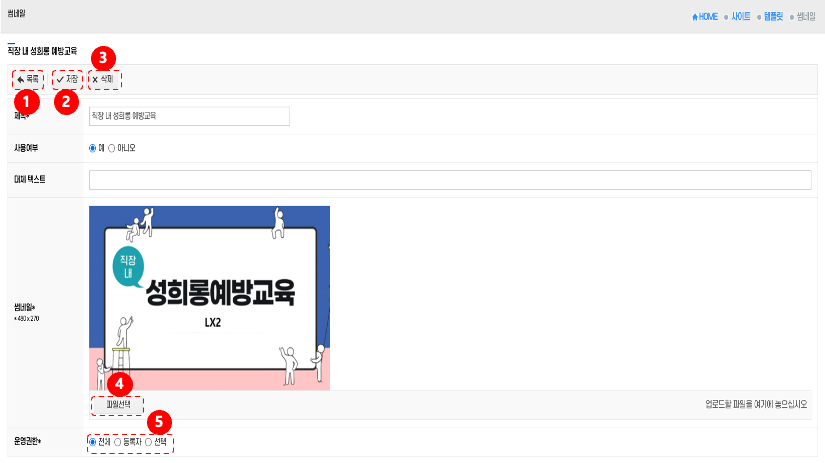 썸네일
HOME 사이트 템플릿 썸네일
직장 내 성희롱 예방교육
3
목록 저장 삭제
1 2
제목*
직장 내 성희롱 예방교육
사용여부
예 아니오
대체 텍스트
직장
내
성희롱예방교육
LX2
썸네일*
* 480 x 270
4
파일선택
업로드할 파일을 여기에 놓으십시오
5
운영권한*
전체 등록자 선택